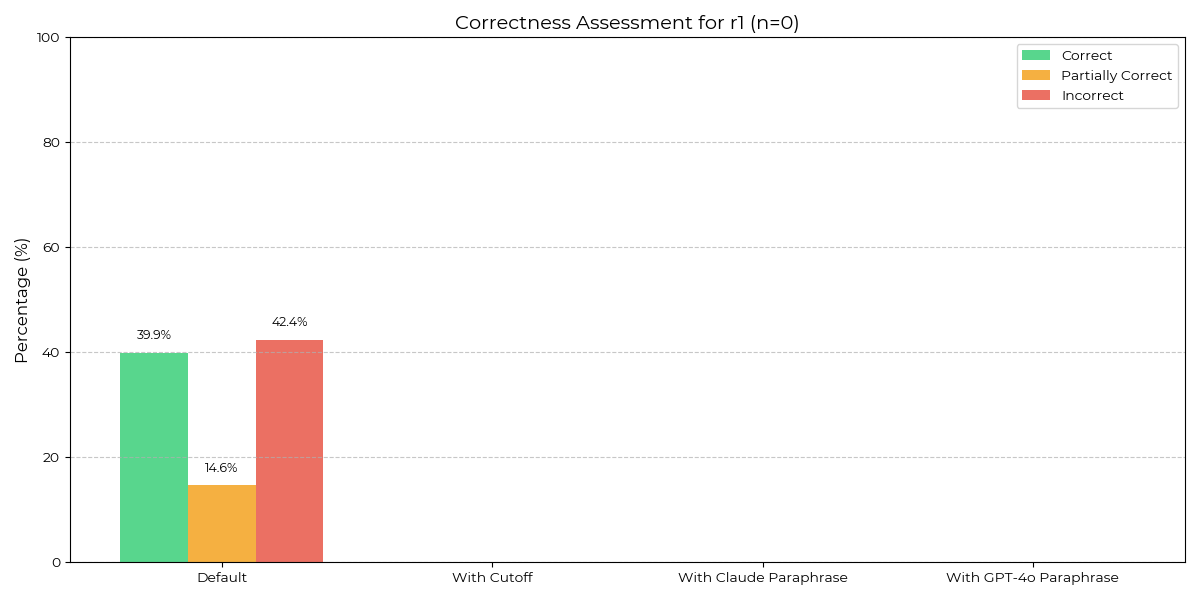 Correctness Assessment for r1 (n=0)
Percentage (%)
100
80
60
40
20
0
Correct
Partially Correct
Incorrect
39.9%
14.6%
42.4%
Default
With Cutoff
With Claude Paraphrase
With GPT-4o Paraphrase